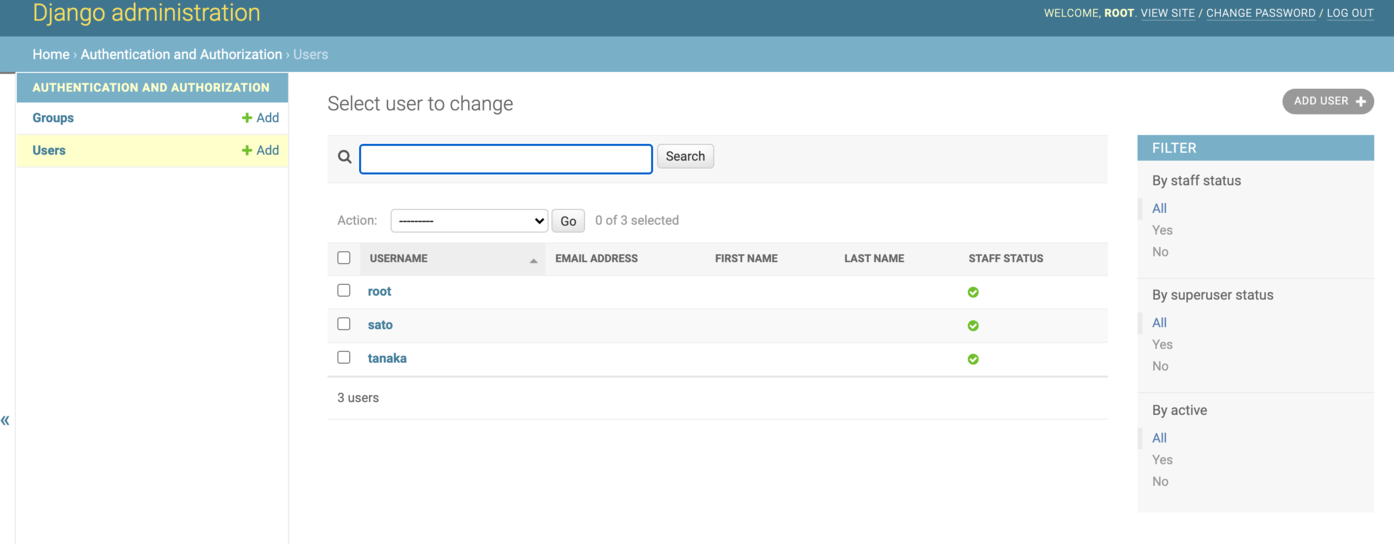 Django administration
WELCOME, ROOT. VIEW SITE / CHANGE PASSWORD / LOG OUT
Home › Authentication and Authorization › Users
AUTHENTICATION AND AUTHORIZATION
Groups + Add
Users + Add
«
Select user to change
ADD USER +
Search
Action: --------- Go 0 of 3 selected
USERNAME EMAIL ADDRESS FIRST NAME LAST NAME STAFF STATUS
root
sato
tanaka
3 users
FILTER
By staff status
All
Yes
No
By superuser status
All
Yes
No
By active
All
Yes
No